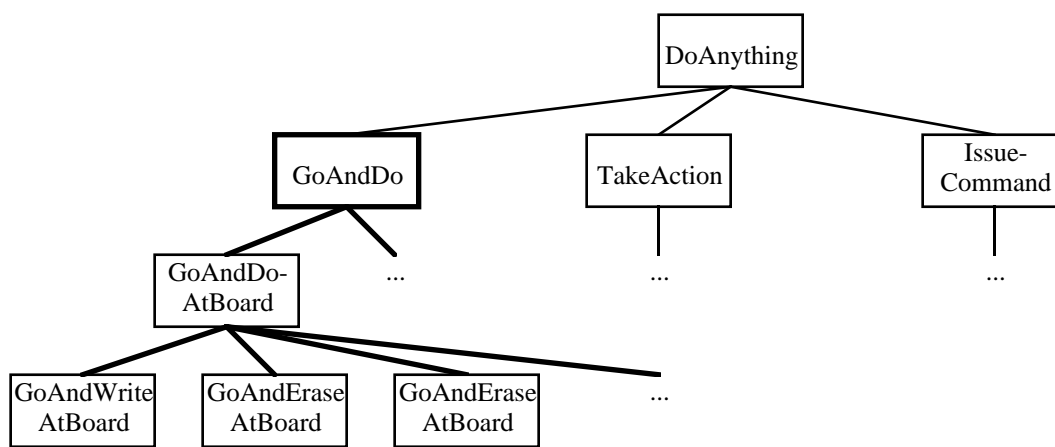 DoAnything
GoAndDo
TakeAction
Issue-
Command
GoAndDo-
AtBoard
...
...
...
GoAndWrite
AtBoard
GoAndErase
AtBoard
GoAndErase
AtBoard
...